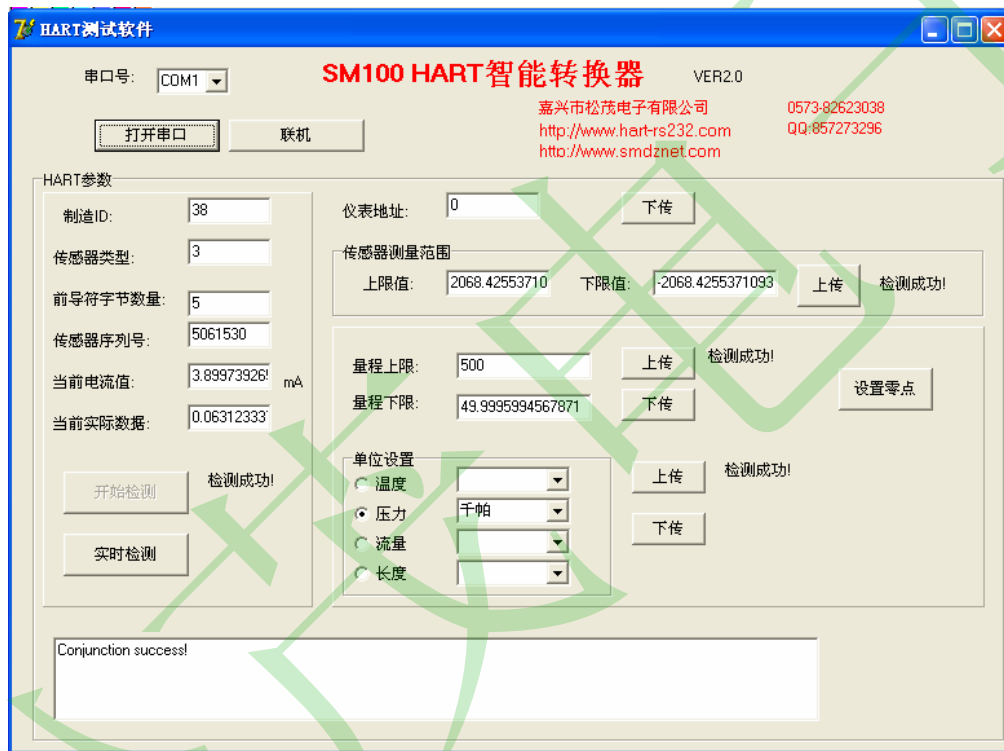 HART测试软件
串口号: COM1
SM100 HART智能转换器 VER2.0
嘉兴市松茂电子有限公司 0573-82623038
http://www.hart-rs232.com QQ:857273296
http://www.smdznet.com
打开串口 联机
HART参数
制造ID: 38
传感器类型: 3
前导符字节数量: 5
传感器序列号: 5061530
当前电流值: 3.89973926 mA
当前实际数据: 0.06312333
开始检测 检测成功!
实时检测
仪表地址: 0 下传
传感器测量范围
上限值: 2068.42553710 下限值: -2068.4255371093 上传 检测成功!
量程上限: 500 上传 检测成功!
量程下限: 49.9995994567871 下传
设置零点
单位设置
温度
压力 千帕
流量
长度
上传 检测成功!
下传
Conjunction success!